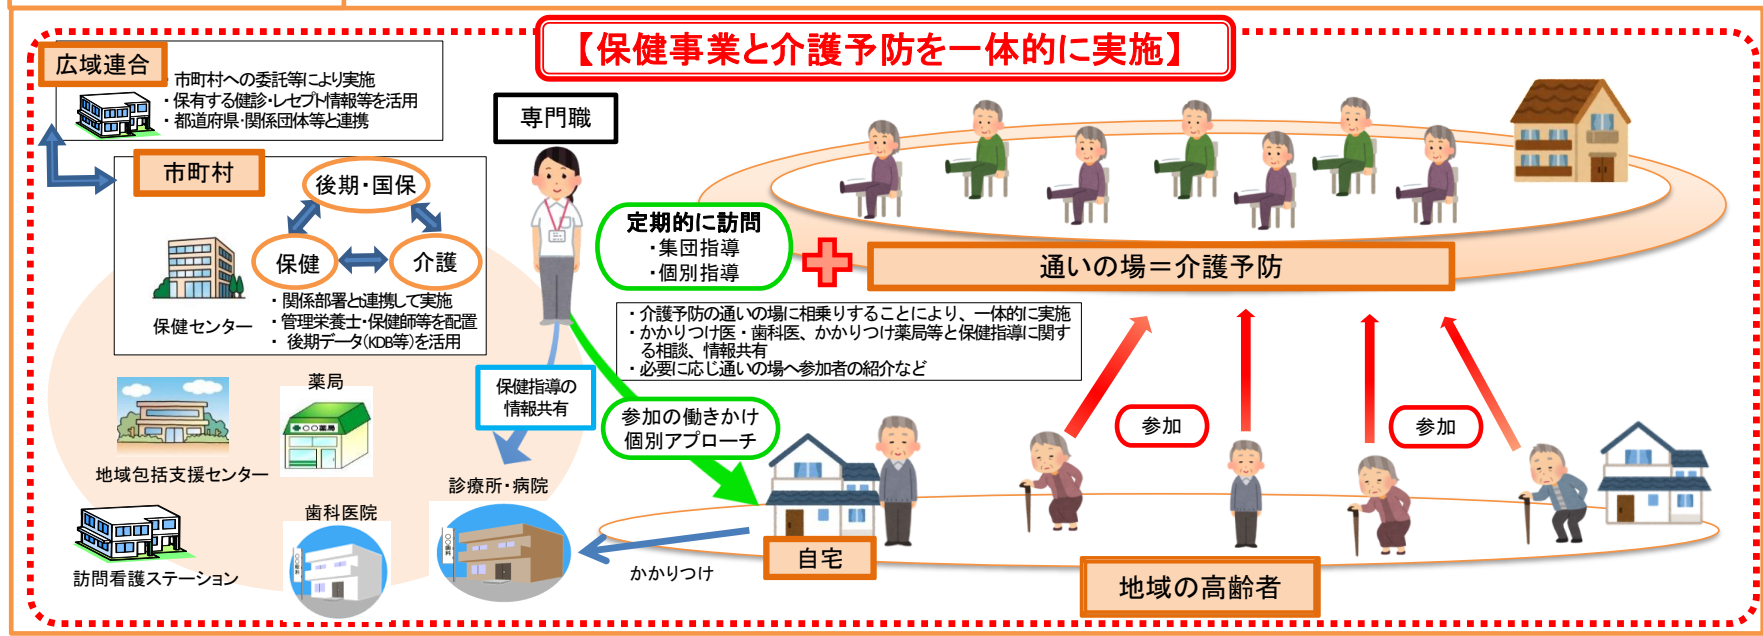 【保健事業と介護予防を一体的に実施】
広域連合
・市町村への委託等により実施
・保有する健診・レセプト情報等を活用
・都道府県・関係団体等と連携
市町村
後期・国保
保健
介護
保健センター
・関係部署と連携して実施
・管理栄養士・保健師等を配置
・後期データ(KDB等)を活用
専門職
定期的に訪問
・集団指導
・個別指導
通いの場＝介護予防
・介護予防の通いの場に相乗りすることにより、一体的に実施
・かかりつけ医・歯科医、かかりつけ薬局等と保健指導に関す
る相談、情報共有
・必要に応じ通いの場へ参加者の紹介など
保健指導の
情報共有
参加の働きかけ
個別アプローチ
参加
参加
地域包括支援センター
薬局
〇〇薬局
訪問看護ステーション
歯科医院
〇〇歯科
診療所・病院
〇〇歯科
かかりつけ
自宅
地域の高齢者